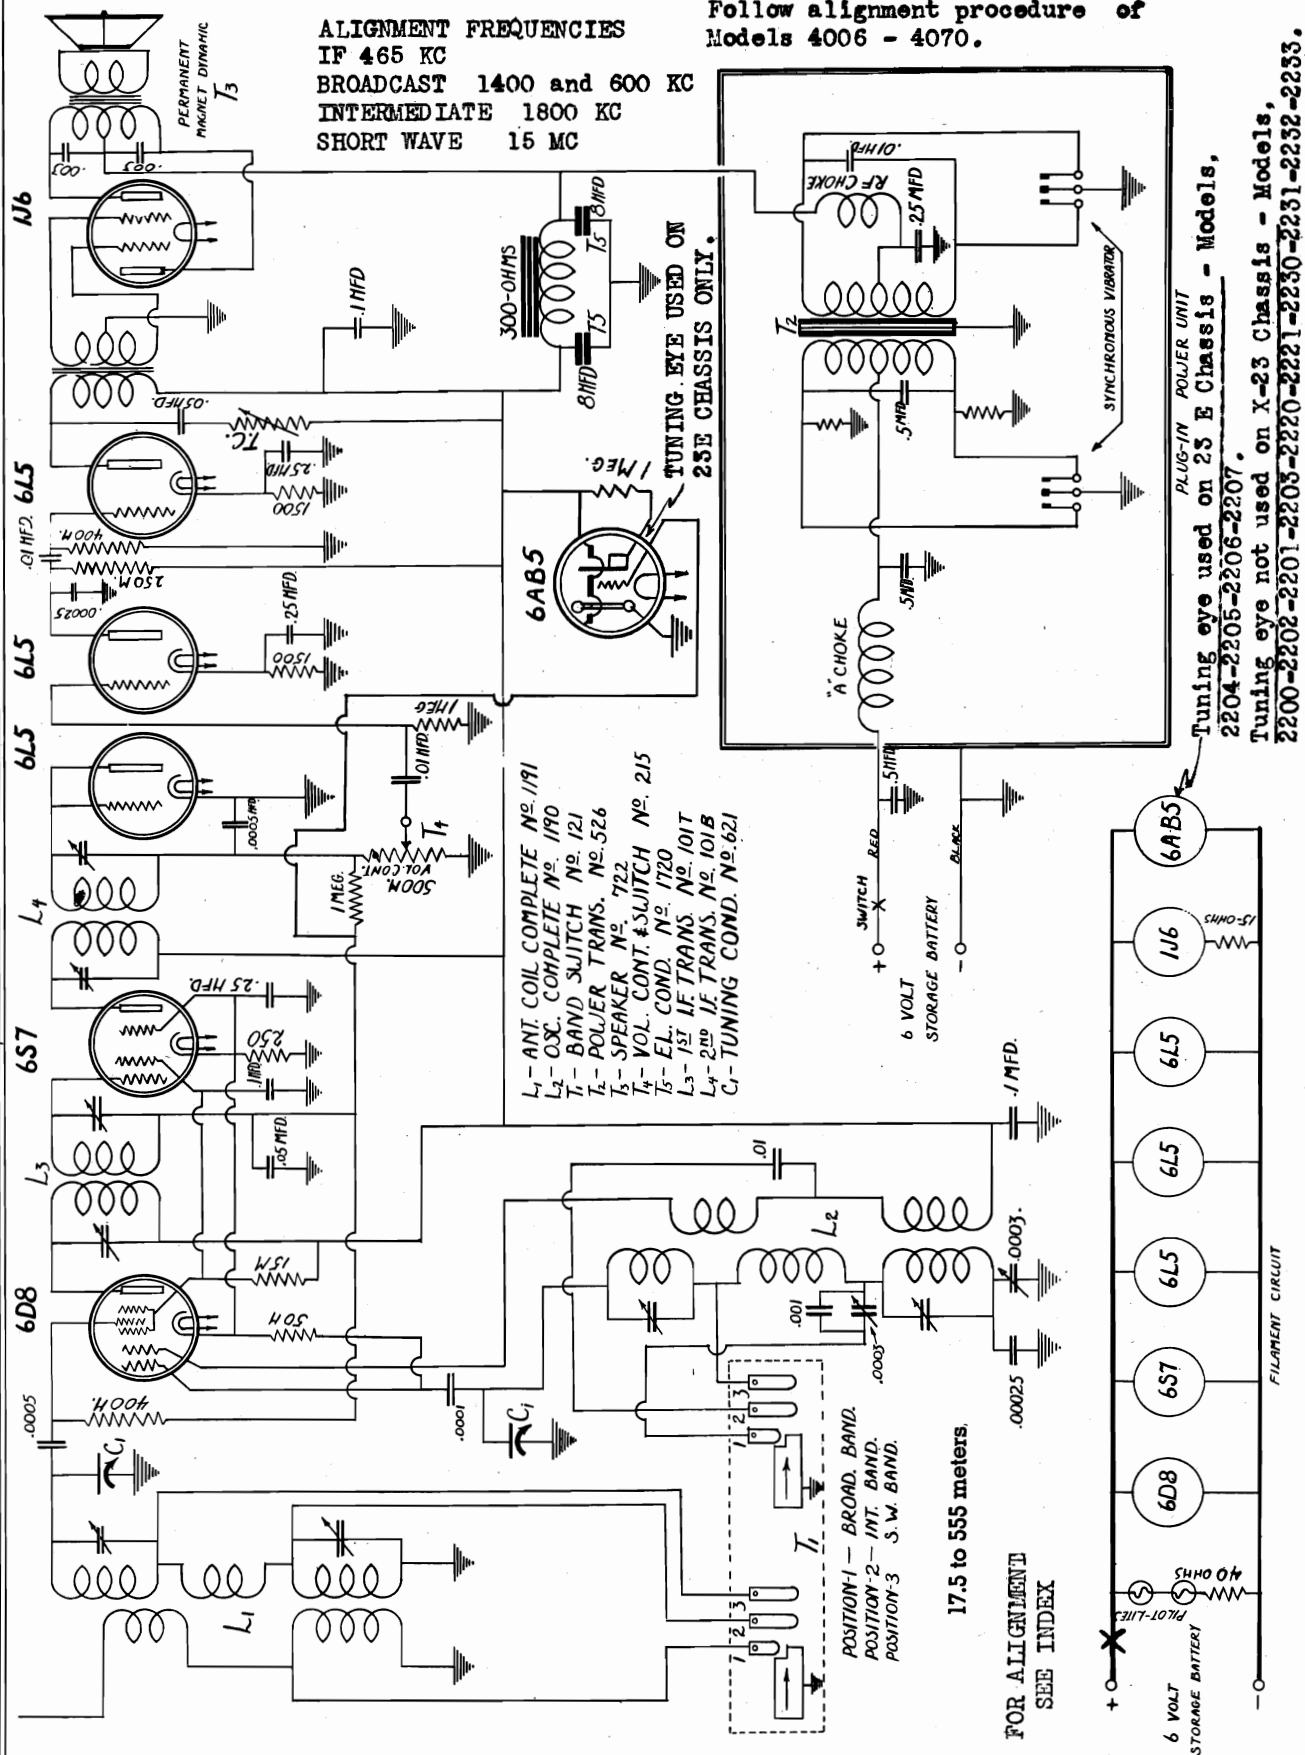 ALIGNMENT FREQUENCIES
IF 465 KC
BROADCAST 1400 and 600 KC
INTERMEDIATE 1800 KC
SHORT WAVE 15 MC
Follow alignment procedure of
Models 4006 - 4070.
PERMANENT
MAGNET DYNAMIC
T3
.003
.003
1J6
6L5
6L5
6L5
6S7
6D8
.1 MFD
300-OHMS
8 MFD
T5
8 MFD
T5
TUNING EYE USED ON
23E CHASSIS ONLY.
.05 MFD.
T.C.
.25 MFD
1500
.01 MFD.
400 M.
250 M.
.00025
.25 MFD.
1500
1 MEG.
6AB5
1 MEG
.01 MFD
.0005 MFD.
T4
500M.
VOL. CONT.
1 MEG.
L4
.25 MFD.
250
.1 MFD
.05 MFD.
L3
15 M
50 M
400 M.
.0005
C1
.0001
C1
L1
L1 - ANT. COIL COMPLETE Nº. 1191
L2 - OSC. COMPLETE Nº. 1190
T1 - BAND SWITCH Nº. 121
T2 - POWER TRANS. Nº. 526
T3 - SPEAKER Nº. 722
T4 - VOL. CONT. & SWITCH Nº. 215
T5 - EL. COND. Nº. 1720
L3 - 1ST I.F. TRANS. Nº. 101T
L4 - 2ND I.F. TRANS. Nº. 101B
C1 - TUNING COND. Nº. 621
.01 MFD.
RF CHOKE
.25 MFD
T2
.5 MFD
SYNCHRONOUS VIBRATOR
.5 MFD.
"A" CHOKE
PLUG-IN POWER UNIT
.5 MFD
RED
SWITCH
BLACK
+
-
6 VOLT
STORAGE BATTERY
Tuning eye used on 23 E Chassis - Models,
2204-2205-2206-2207.
Tuning eye not used on X-23 Chassis - Models,
2200-2202-2201-2203-2220-2221-2230-2231-2232-2233.
.1 MFD.
.01
L2
.0003.
.001
.0003
.00025
1
2
3
1
2
3
T1
POSITION-1 — BROAD. BAND.
POSITION-2 — INT. BAND.
POSITION-3 S.W. BAND.
17.5 to 555 meters.
FOR ALIGNMENT
SEE INDEX
6AB5
1J6
15-OHMS
6L5
6L5
6L5
6S7
6D8
PILOT-LITES
40 OHMS
FILAMENT CIRCUIT
+
-
6 VOLT
STORAGE BATTERY